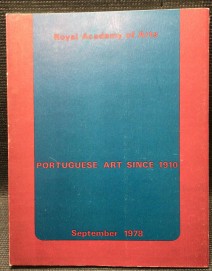 Royal Academy of Arts
PORTUGUESE ART SINCE 1910
September 1978